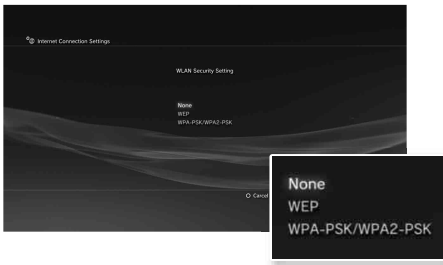 Internet Connection Settings
WLAN Security Setting
None
WEP
WPA-PSK/WPA2-PSK
Cancel
None
WEP
WPA-PSK/WPA2-PSK